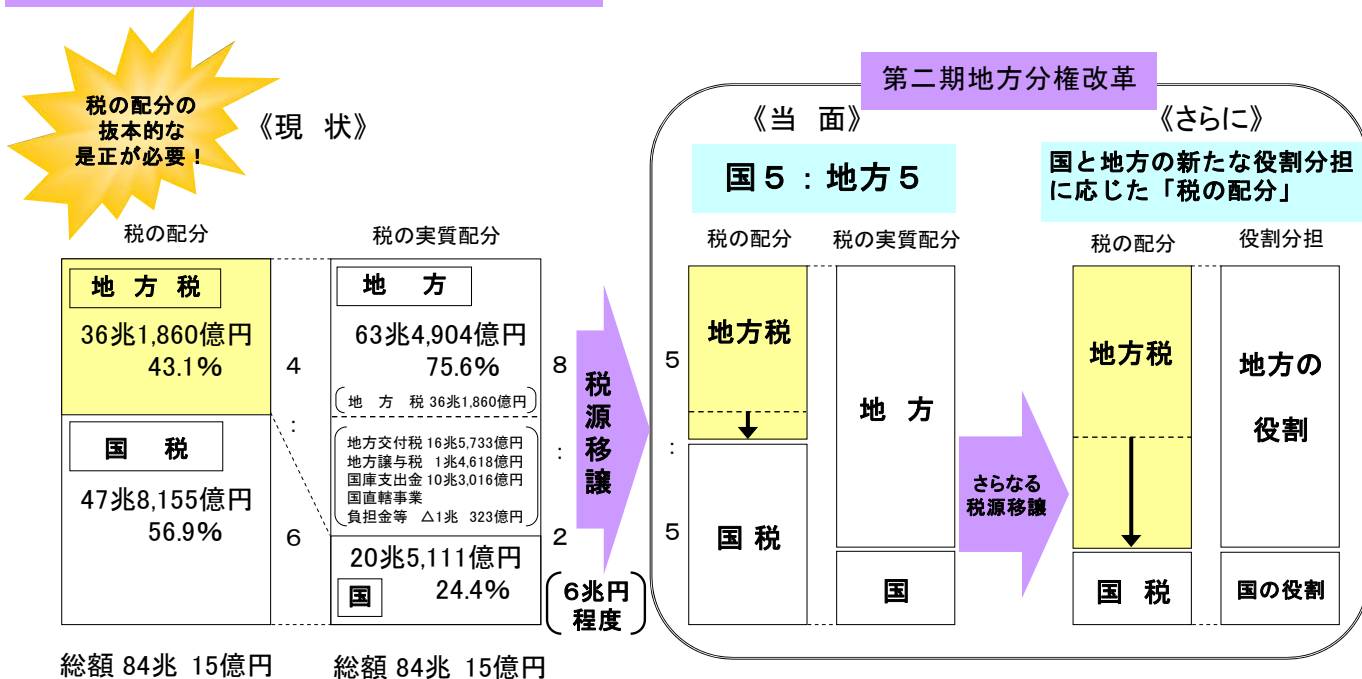 税の配分の
抜本的な
是正が必要！
《現 状》
税の配分
税の実質配分
地 方 税
36兆1,860億円
43.1%
国 税
47兆8,155億円
56.9%
4
:
6
地 方
63兆4,904億円
75.6%
地 方 税 36兆1,860億円
地方交付税 16兆5,733億円
地方譲与税 1兆4,618億円
国庫支出金 10兆3,016億円
国直轄事業
負担金等 △1兆 323億円
20兆5,111億円
国
24.4%
8
:
2
総額 84兆 15億円
総額 84兆 15億円
税源移譲
6兆円
程度
第二期地方分権改革
《当 面》
国5：地方5
税の配分
税の実質配分
5
:
5
地方税
国 税
地 方
国
さらなる
税源移譲
《さらに》
国と地方の新たな役割分担
に応じた「税の配分」
税の配分
役割分担
地方税
国 税
地方の
役割
国の役割